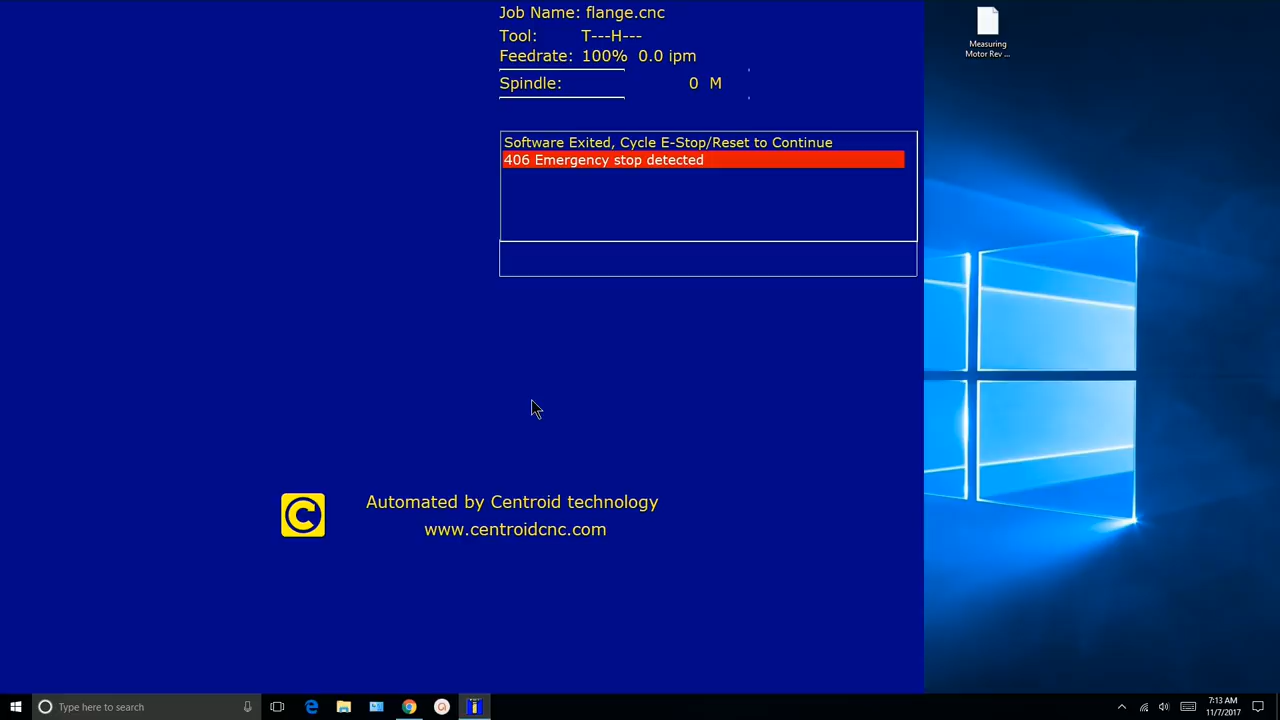 Job Name: flange.cnc
Tool: T---H---
Feedrate: 100% 0.0 ipm
Spindle: 0 M
Software Exited, Cycle E-Stop/Reset to Continue
406 Emergency stop detected
Automated by Centroid technology
www.centroidcnc.com
Measuring
Motor Rev ...
Type here to search
7:13 AM
11/7/2017